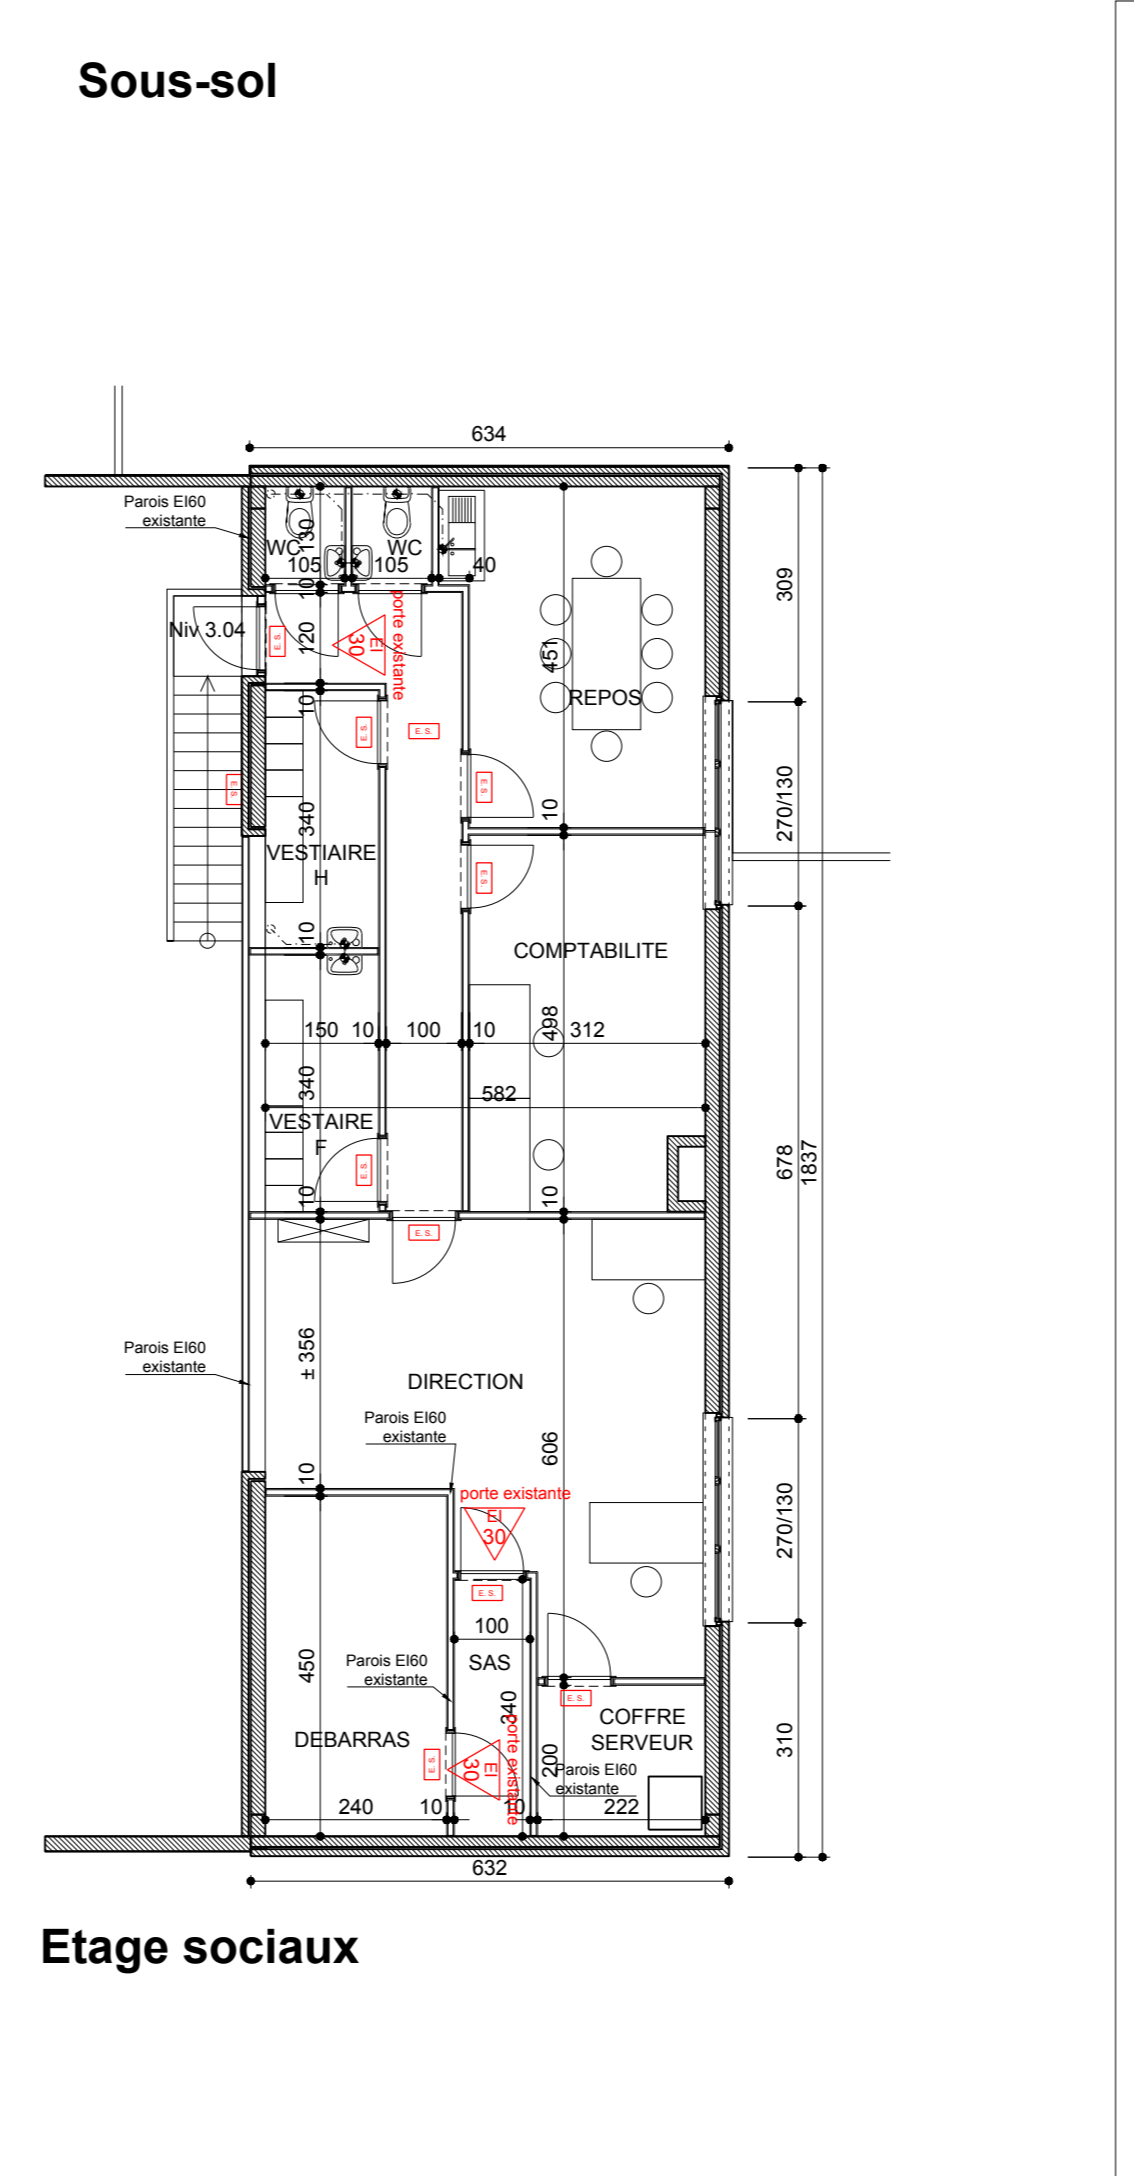 Sous-sol
634
Parois EI60
existante
130
WC
WC
105
105
40
10
porte existante
309
Niv 3.04
E. S.
120
EI
30
451
REPOS
10
E. S.
E. S.
E. S.
E. S.
340
10
270/130
VESTIAIRE
H
E. S.
10
COMPTABILITE
150
10
100
10
498
312
340
582
VESTAIRE
F
E. S.
678
1837
10
10
E. S.
Parois EI60
existante
± 356
DIRECTION
Parois EI60
existante
606
10
porte existante
EI
30
270/130
E. S.
100
Parois EI60
existante
SAS
450
340
E. S.
COFFRE
SERVEUR
DEBARRAS
310
E. S.
EI
30
porte existante
200
Parois EI60
existante
240
10
10
222
632
Etage sociaux